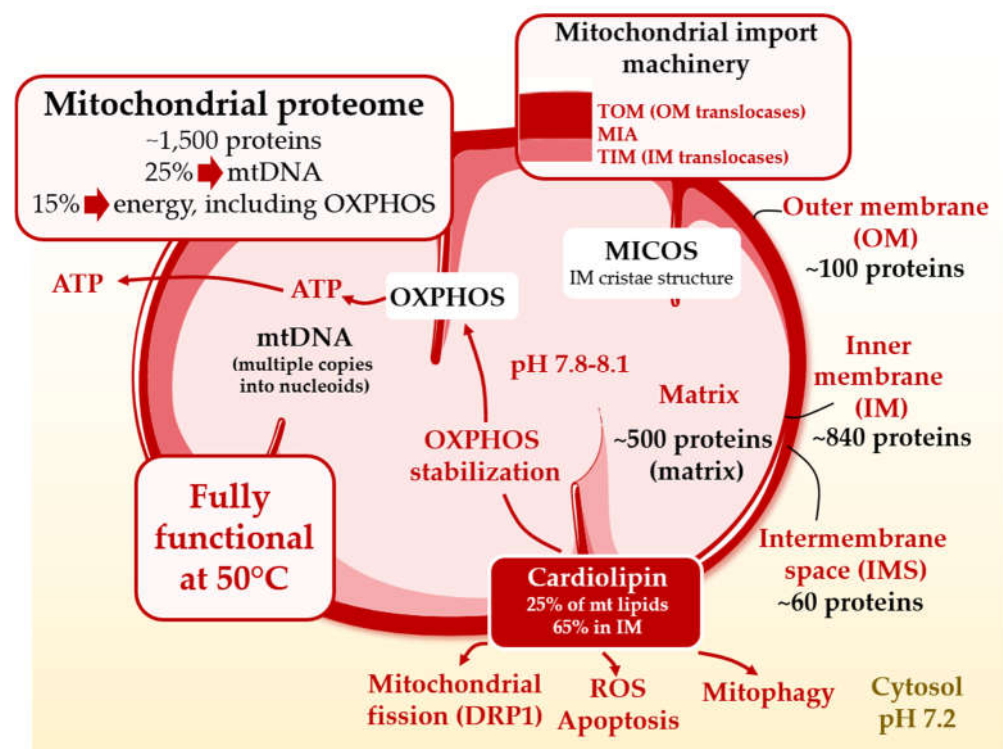 Mitochondrial import
machinery
TOM (OM translocases)
MIA
TIM (IM translocases)
Mitochondrial proteome
~1,500 proteins
25% mtDNA
15% energy, including OXPHOS
Outer membrane
(OM)
~100 proteins
MICOS
IM cristae structure
ATP
ATP
OXPHOS
mtDNA
(multiple copies
into nucleoids)
pH 7.8-8.1
Inner
membrane
(IM)
~840 proteins
Matrix
~500 proteins
(matrix)
OXPHOS
stabilization
Fully
functional
at 50°C
Intermembrane
space (IMS)
~60 proteins
Cardiolipin
25% of mt lipids
65% in IM
Mitochondrial
fission (DRP1)
ROS
Apoptosis
Mitophagy
Cytosol
pH 7.2